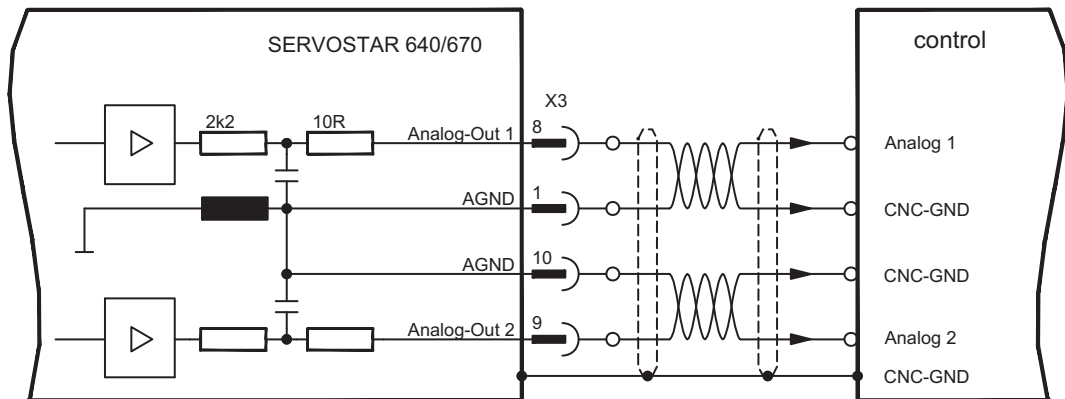 SERVOSTAR 640/670
control
X3
2k2
10R
Analog-Out 1
8
Analog 1
AGND
1
CNC-GND
AGND
10
CNC-GND
Analog-Out 2
9
Analog 2
CNC-GND